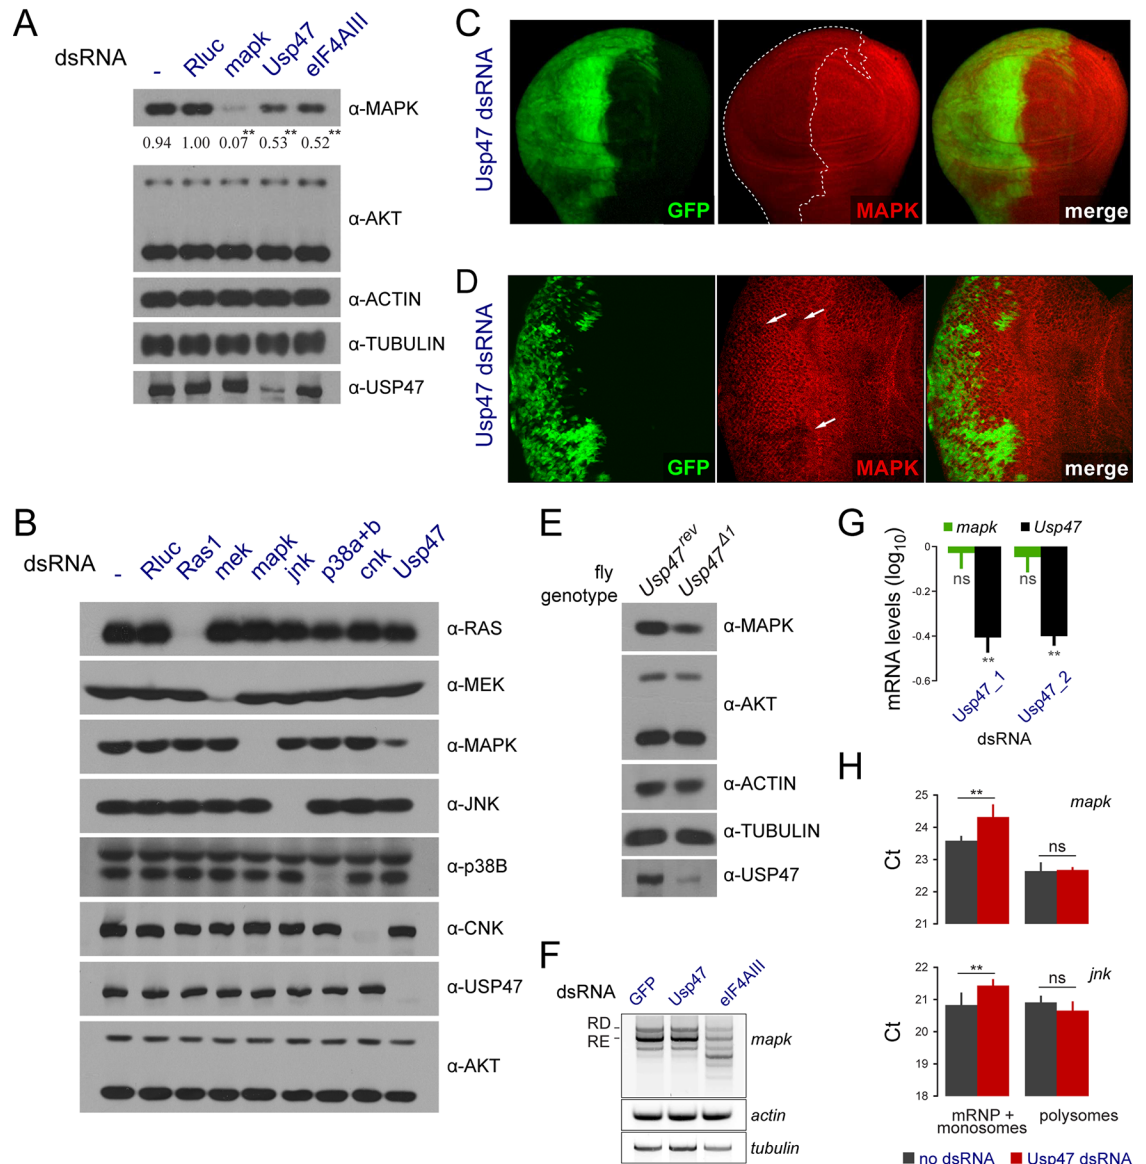 A
dsRNA
-
Rluc
mapk
Usp47
eIF4AIII
α-MAPK
0.94 1.00 0.07** 0.53** 0.52**
α-AKT
α-ACTIN
α-TUBULIN
α-USP47
B
dsRNA
-
Rluc
Ras1
mek
mapk
jnk
p38a+b
cnk
Usp47
α-RAS
α-MEK
α-MAPK
α-JNK
α-p38B
α-CNK
α-USP47
α-AKT
C
Usp47 dsRNA
GFP
MAPK
merge
D
Usp47 dsRNA
GFP
MAPK
merge
E
fly
genotype
Usp47rev
Usp47Δ1
α-MAPK
α-AKT
α-ACTIN
α-TUBULIN
α-USP47
F
dsRNA
GFP
Usp47
eIF4AIII
RD
RE
mapk
actin
tubulin
G
mapk Usp47
mRNA levels (log10)
0
-0.2
-0.4
-0.6
ns
**
ns
**
Usp47_1
Usp47_2
dsRNA
H
mapk
Ct
25
24
23
22
21
**
ns
jnk
Ct
22
21
20
19
18
**
ns
mRNP +
monosomes
polysomes
no dsRNA Usp47 dsRNA